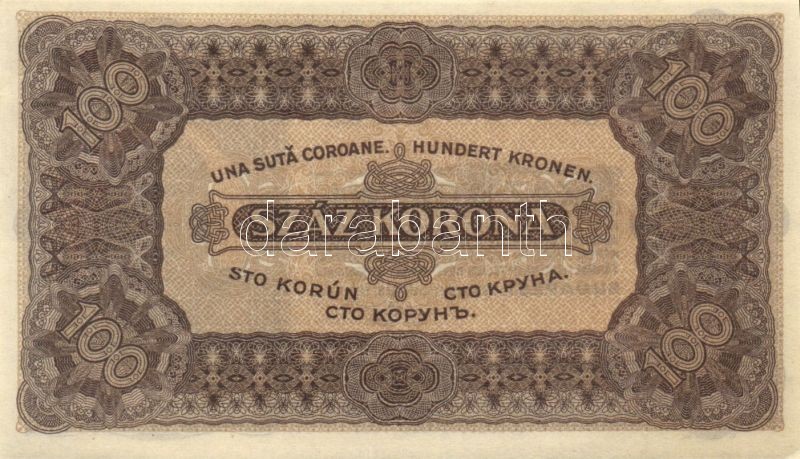 100 100
UNA SUTĂ COROANE. HUNDERT KRONEN.
SZÁZ KORONA
darabanth
STO KORÚN СТО КРУНА.
СТО КОРУНЪ.
100 100